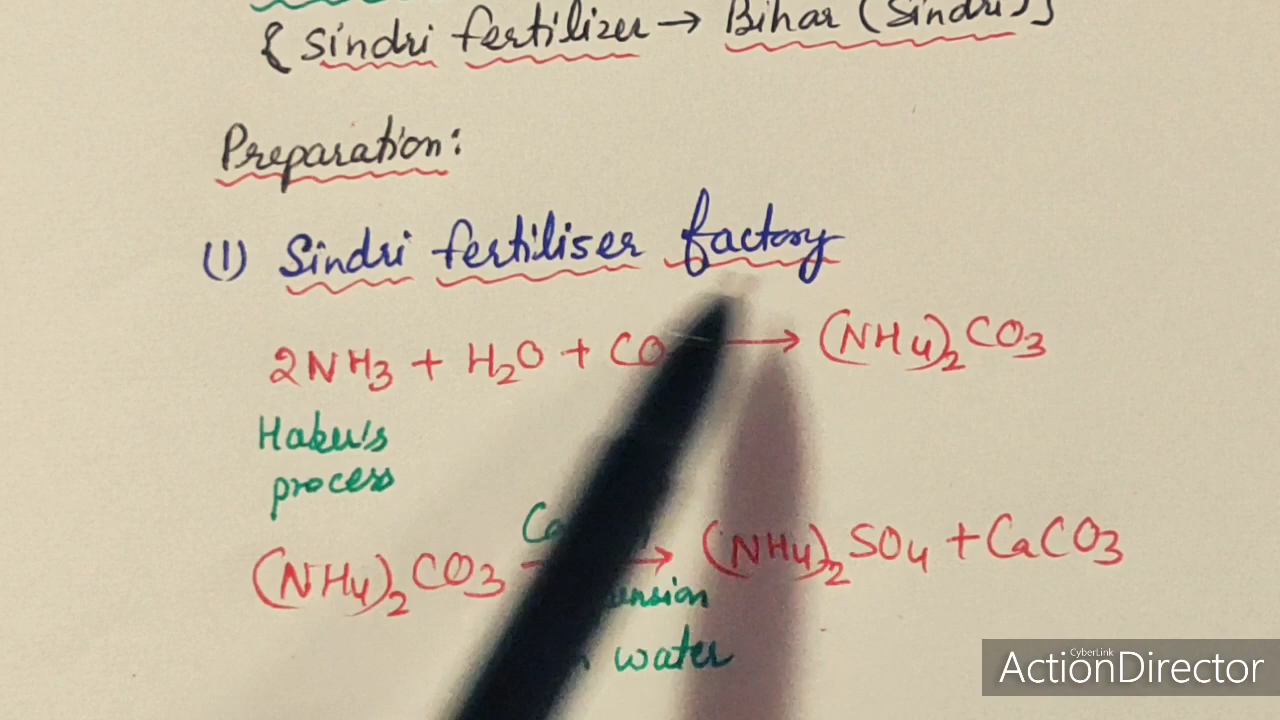 { Sindri fertilizer → Bihar (Sindri) }
Preparation:
(1) Sindri fertiliser factory
2NH3 + H2O + CO → (NH4)2CO3
Haber's
process
(NH4)2CO3 → (NH4)2SO4 + CaCO3
water
CyberLink
ActionDirector